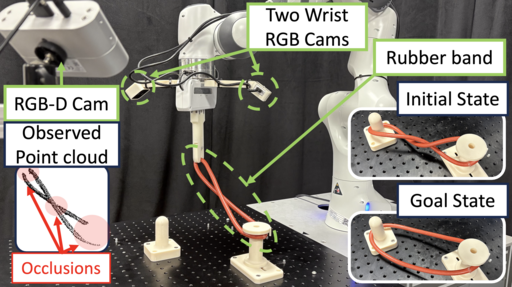 Two Wrist
RGB Cams
Rubber band
RGB-D Cam
Initial State
Observed
Point cloud
Goal State
Occlusions